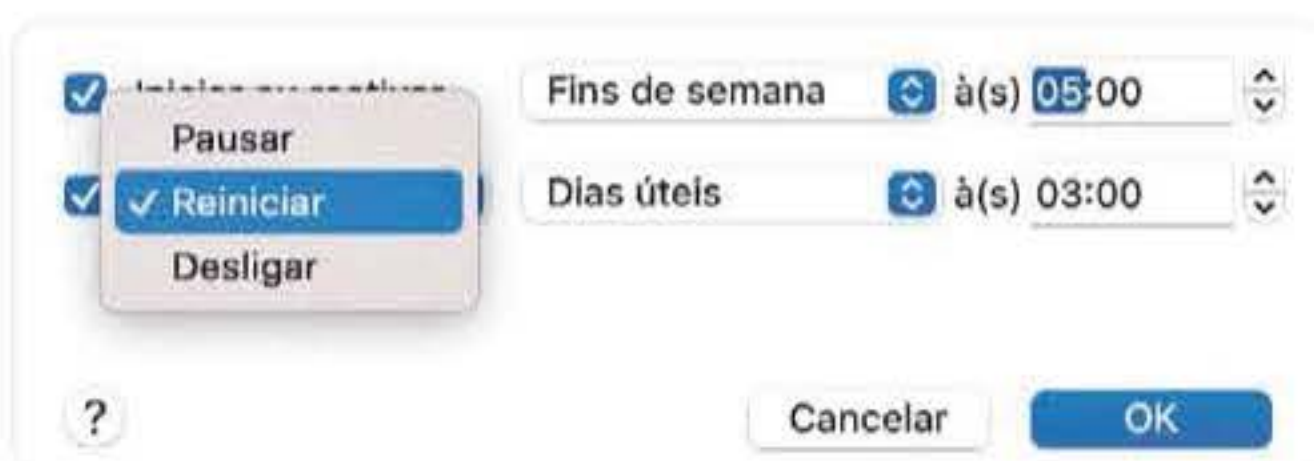 Fins de semana à(s) 05:00
Pausar
✓ Reiniciar Dias úteis à(s) 03:00
Desligar
? Cancelar OK